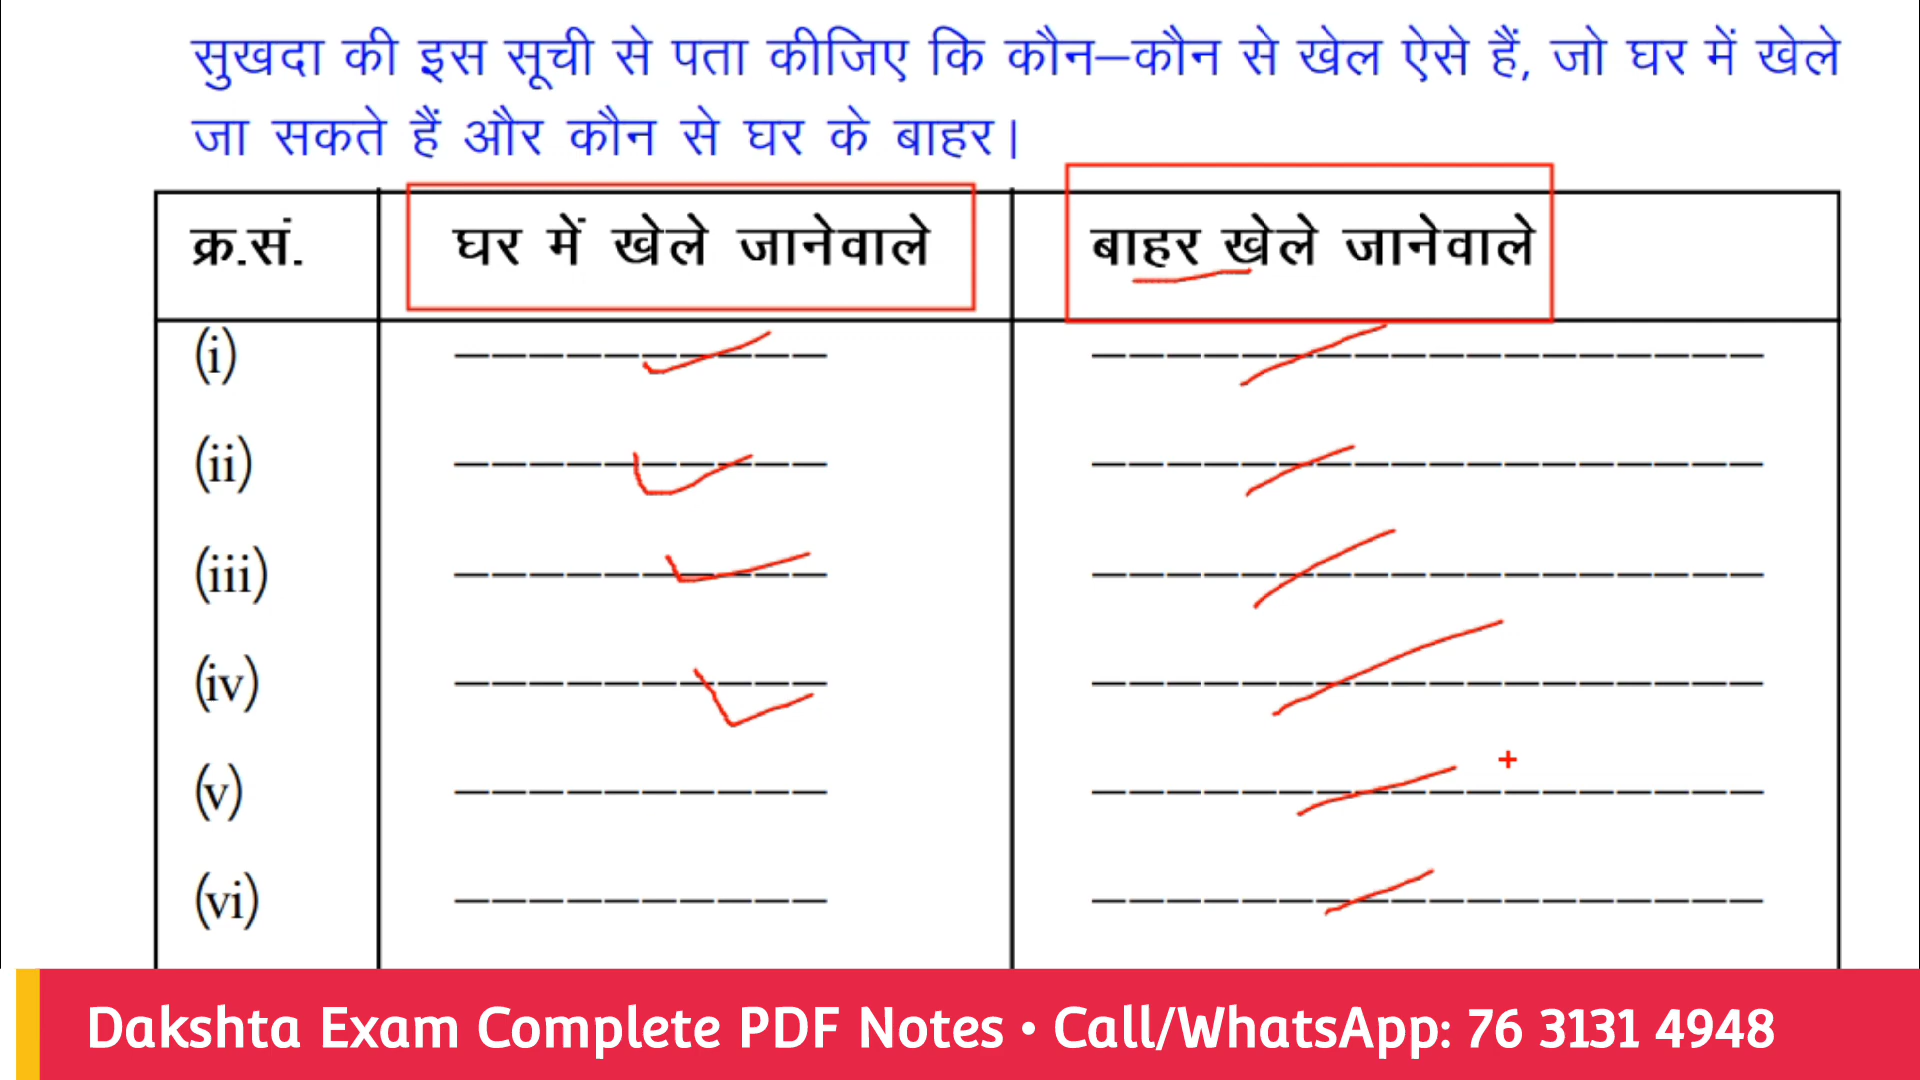 सुखदा की इस सूची से पता कीजिए कि कौन–कौन से खेल ऐसे हैं, जो घर में खेले
जा सकते हैं और कौन से घर के बाहर।
क्र.सं. घर में खेले जानेवाले बाहर खेले जानेवाले
(i) –––––––––– ––––––––––––––––––
(ii) –––––––––– ––––––––––––––––––
(iii) –––––––––– ––––––––––––––––––
(iv) –––––––––– ––––––––––––––––––
(v) –––––––––– ––––––––––––––––––
(vi) –––––––––– ––––––––––––––––––
Dakshta Exam Complete PDF Notes • Call/WhatsApp: 76 3131 4948